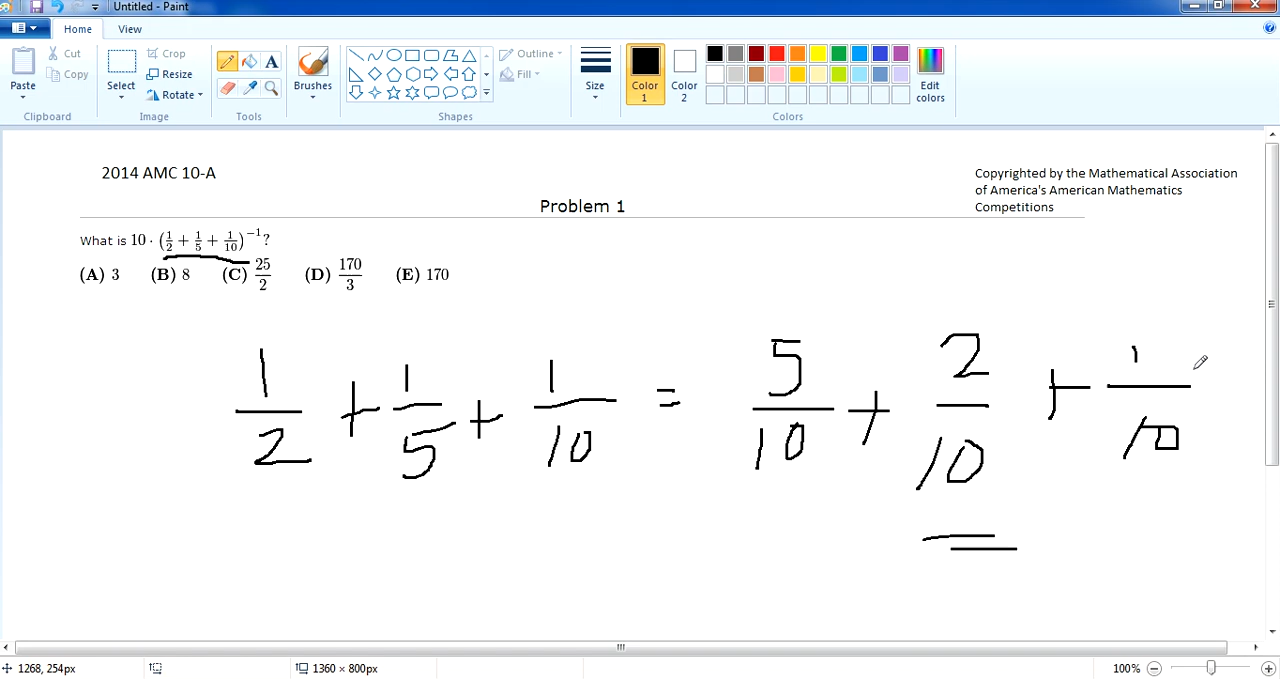 Untitled - Paint
Home View
Paste Cut Copy Select Crop Resize Rotate A Brushes Outline Fill Size Color 1 Color 2 Edit colors
Clipboard Image Tools Shapes Colors
2014 AMC 10-A
Copyrighted by the Mathematical Association
of America's American Mathematics
Competitions
Problem 1
What is 10 · (1/2 + 1/5 + 1/10)^−1?
(A) 3 (B) 8 (C) 25/2 (D) 170/3 (E) 170
1/2 + 1/5 + 1/10 = 5/10 + 2/10 + 1/10
1268, 254px 1360 × 800px 100%